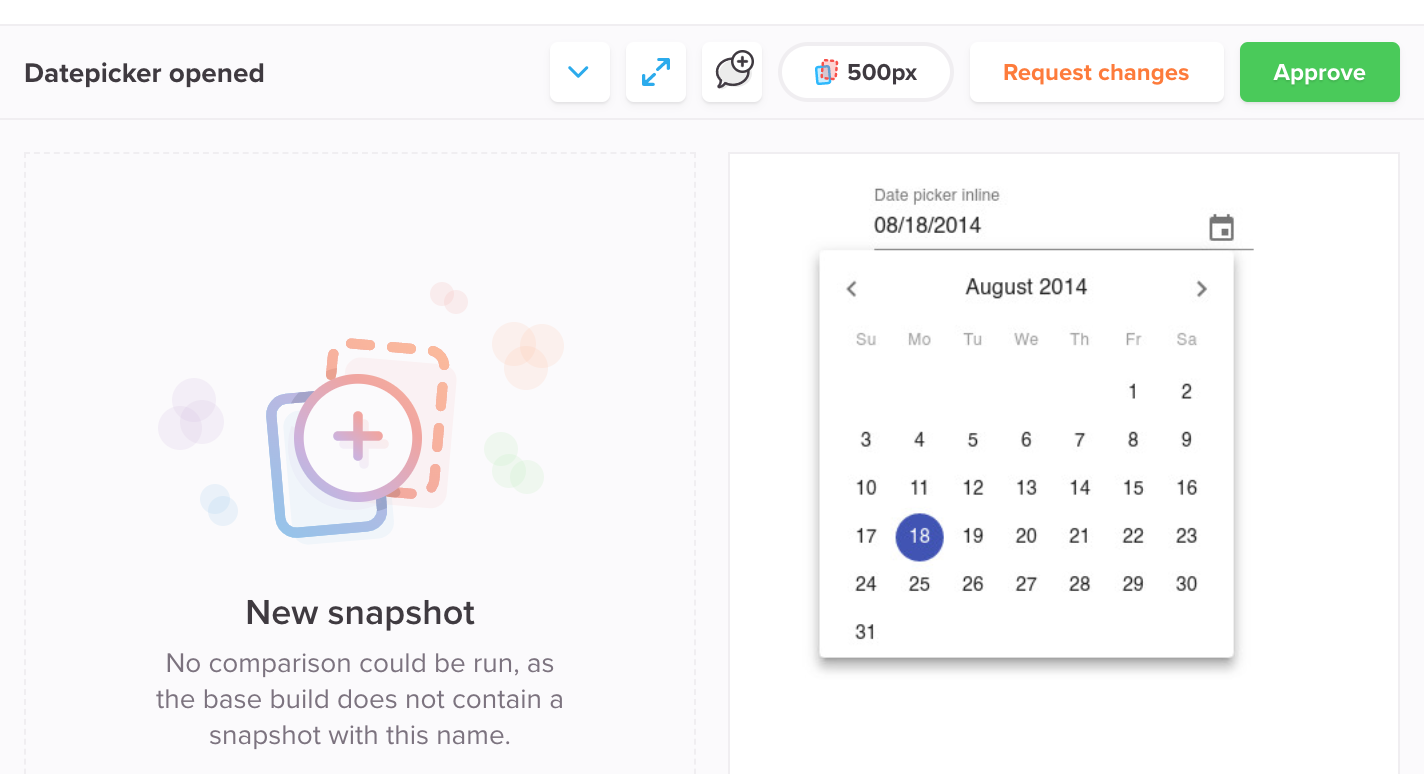 Datepicker opened
500px
Request changes
Approve
New snapshot
No comparison could be run, as
the base build does not contain a
snapshot with this name.
Date picker inline
08/18/2014
August 2014
Su Mo Tu We Th Fr Sa
1 2
3 4 5 6 7 8 9
10 11 12 13 14 15 16
17 18 19 20 21 22 23
24 25 26 27 28 29 30
31